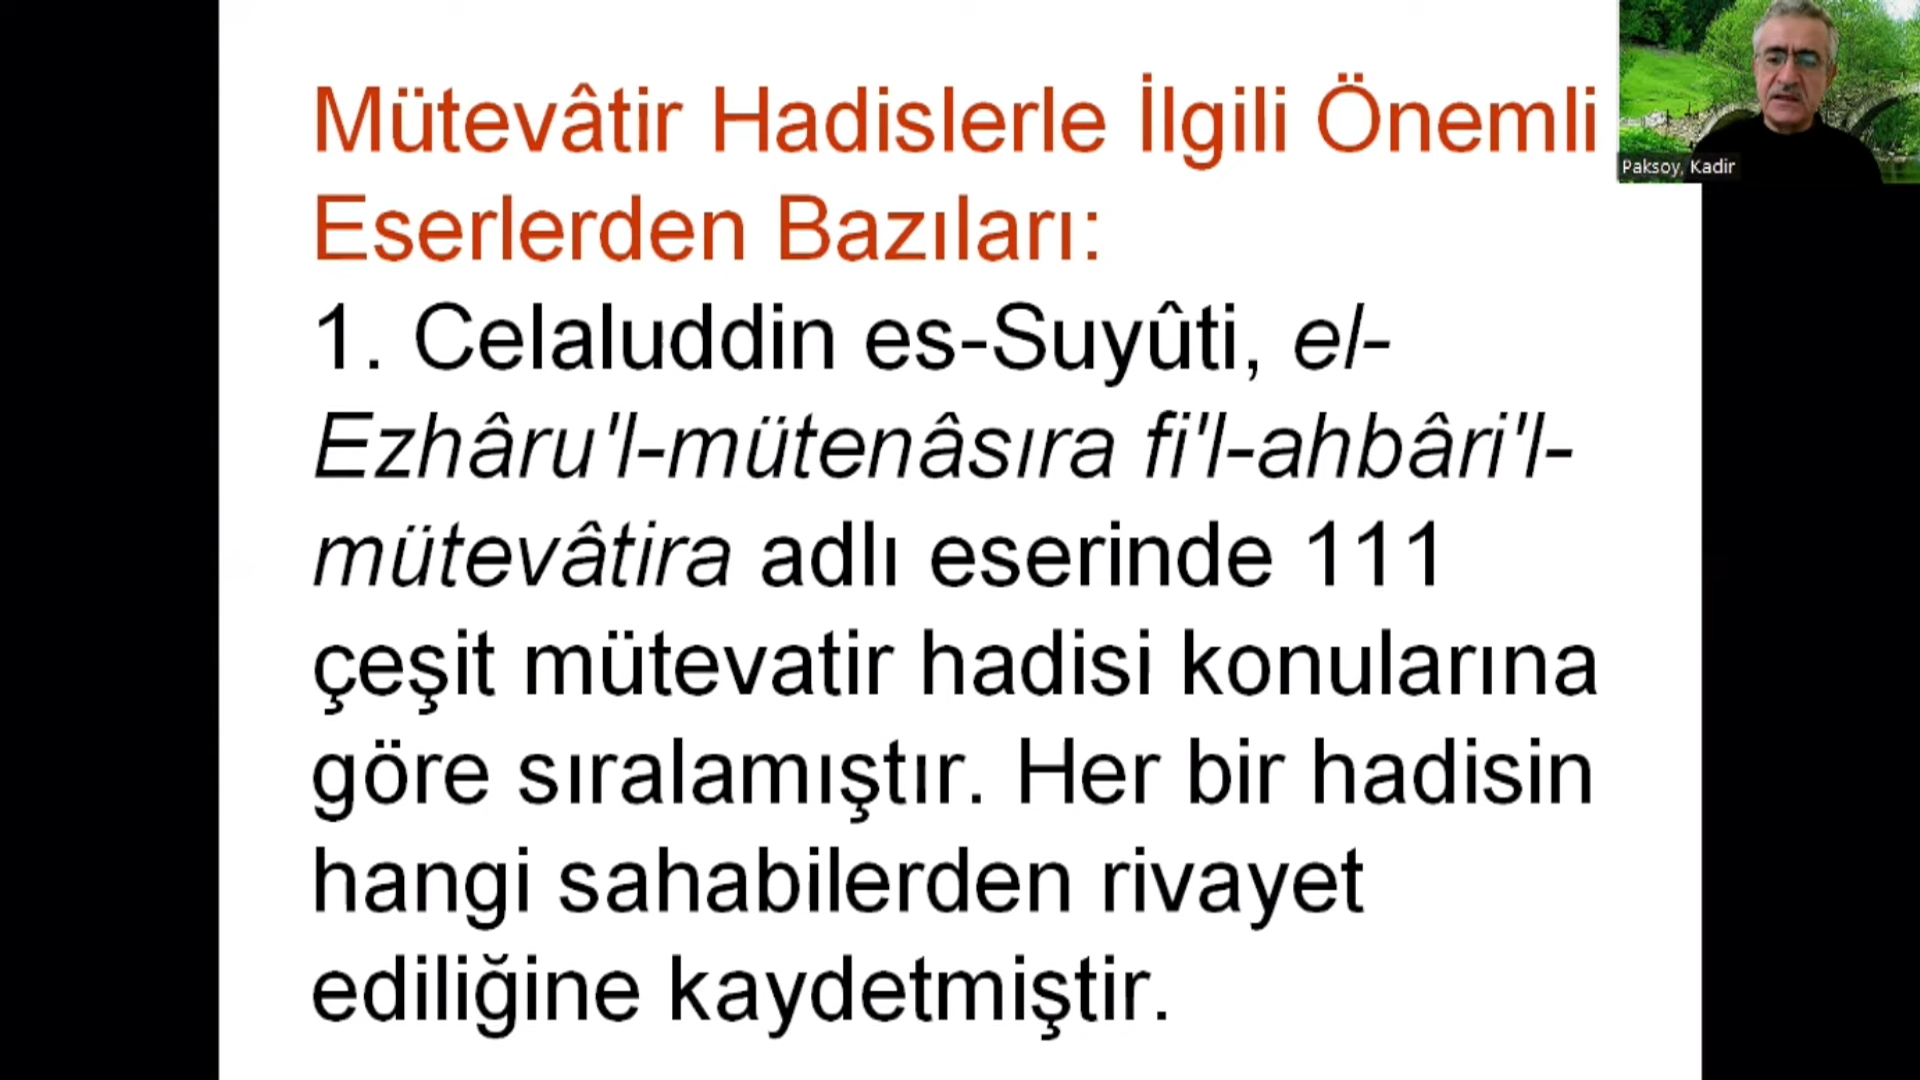 Mütevâtir Hadislerle İlgili Önemli
Eserlerden Bazıları:
1. Celaluddin es-Suyûti, el-
Ezhâru'l-mütenâsıra fi'l-ahbâri'l-
mütevâtira adlı eserinde 111
çeşit mütevatir hadisi konularına
göre sıralamıştır. Her bir hadisin
hangi sahabilerden rivayet
ediliğine kaydetmiştir.
Paksoy, Kadir